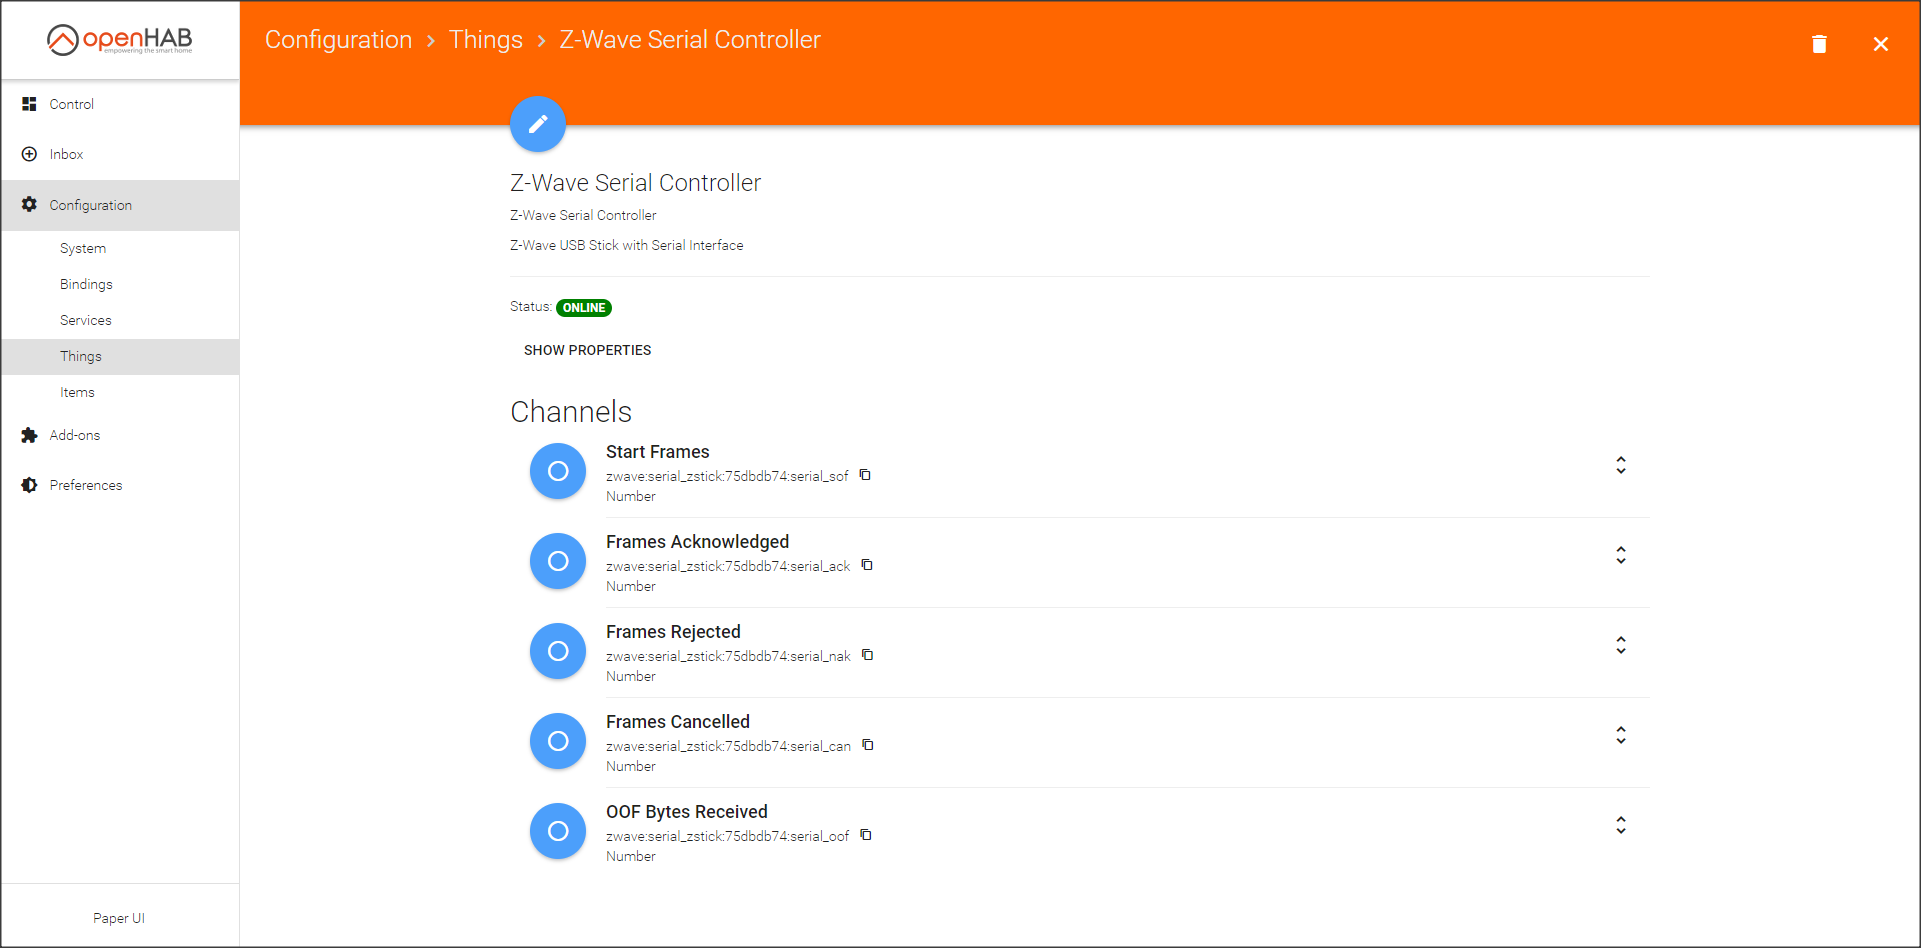 openHAB
empowering the smart home
Configuration > Things > Z-Wave Serial Controller
Control
Inbox
Configuration
System
Bindings
Services
Things
Items
Add-ons
Preferences
Paper UI
Z-Wave Serial Controller
Z-Wave Serial Controller
Z-Wave USB Stick with Serial Interface
Status: ONLINE
SHOW PROPERTIES
Channels
Start Frames
zwave:serial_zstick:75dbdb74:serial_sof
Number
Frames Acknowledged
zwave:serial_zstick:75dbdb74:serial_ack
Number
Frames Rejected
zwave:serial_zstick:75dbdb74:serial_nak
Number
Frames Cancelled
zwave:serial_zstick:75dbdb74:serial_can
Number
OOF Bytes Received
zwave:serial_zstick:75dbdb74:serial_oof
Number